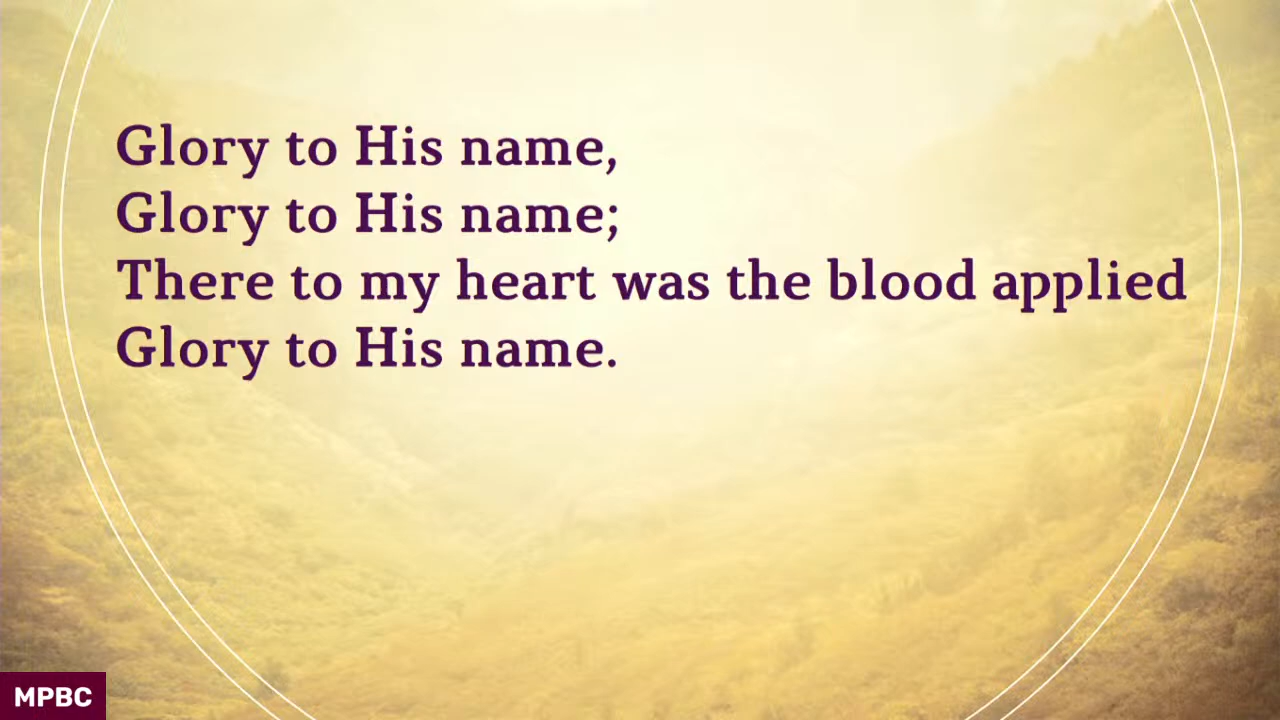 Glory to His name,
Glory to His name;
There to my heart was the blood applied
Glory to His name.
MPBC